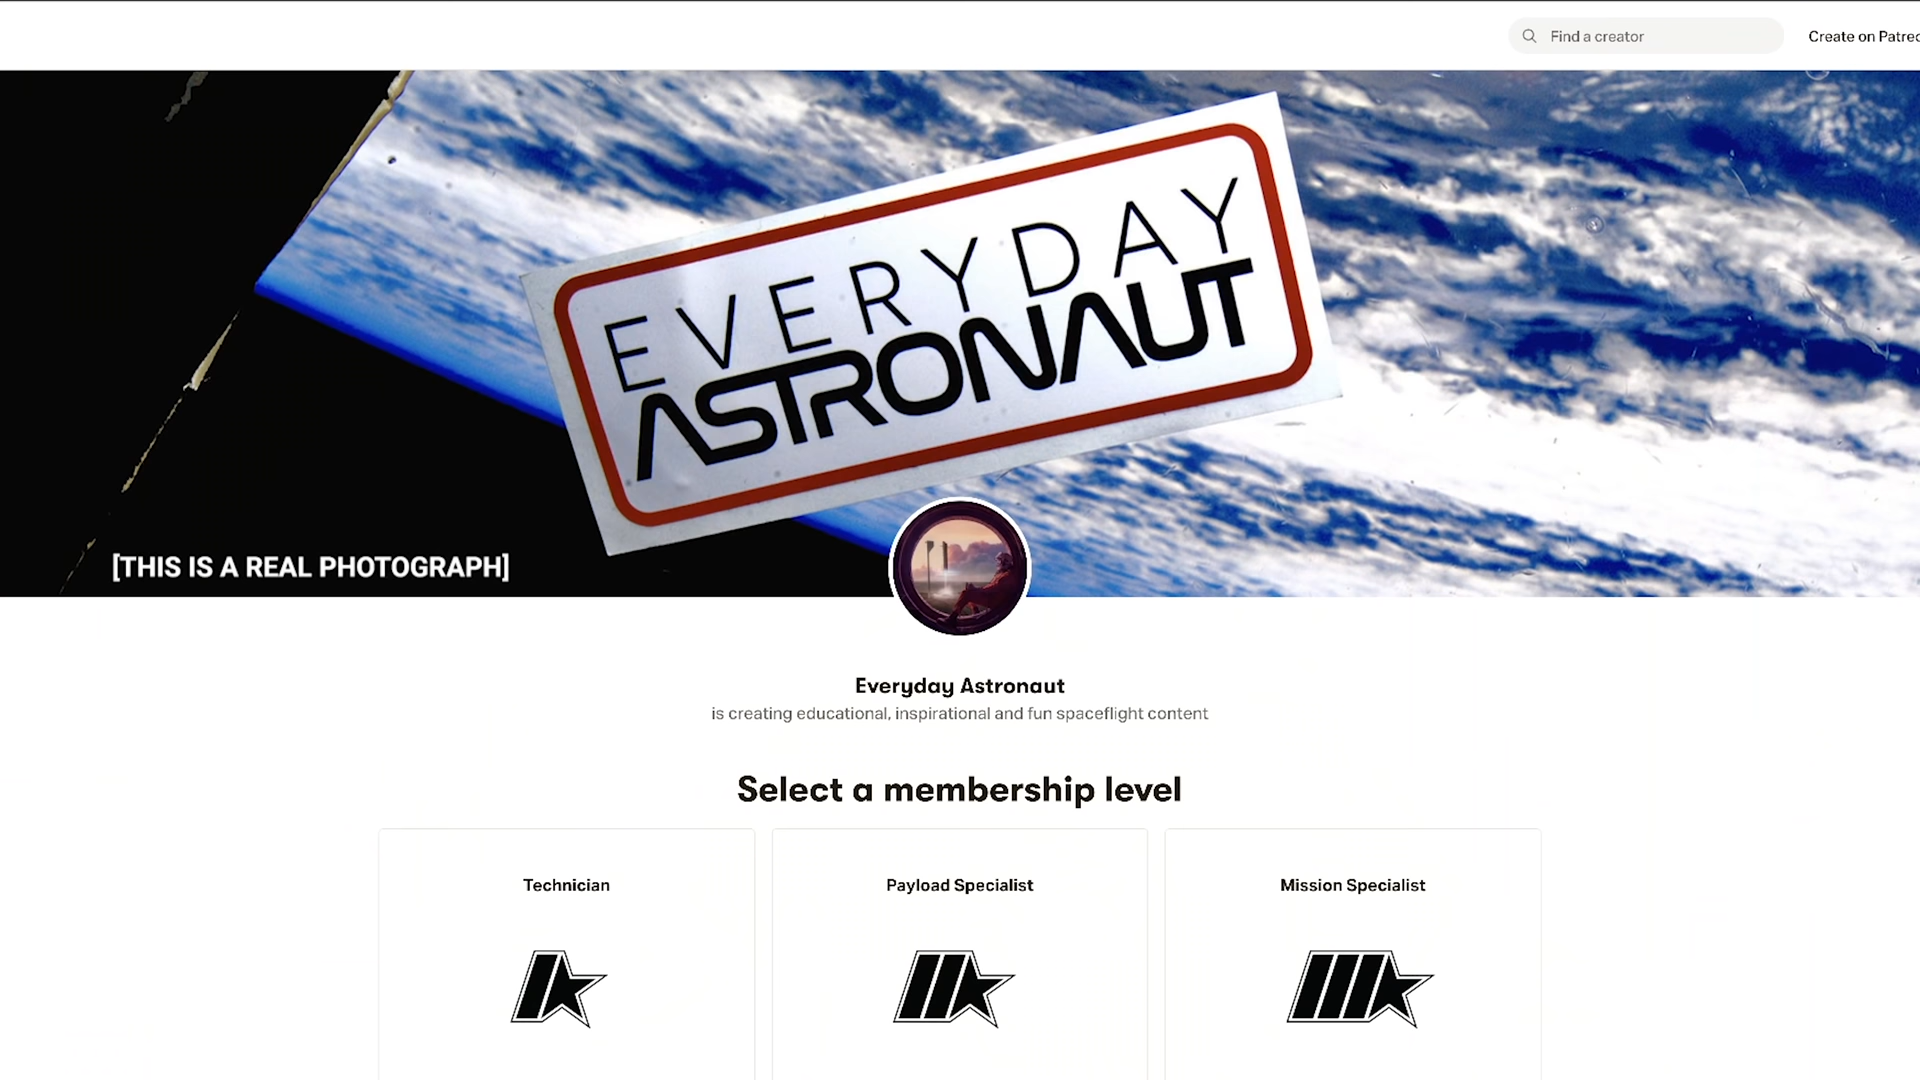 Find a creator
Create on Patreo
EVERYDAY
ASTRONAUT
[THIS IS A REAL PHOTOGRAPH]
Everyday Astronaut
is creating educational, inspirational and fun spaceflight content
Select a membership level
Technician
Payload Specialist
Mission Specialist